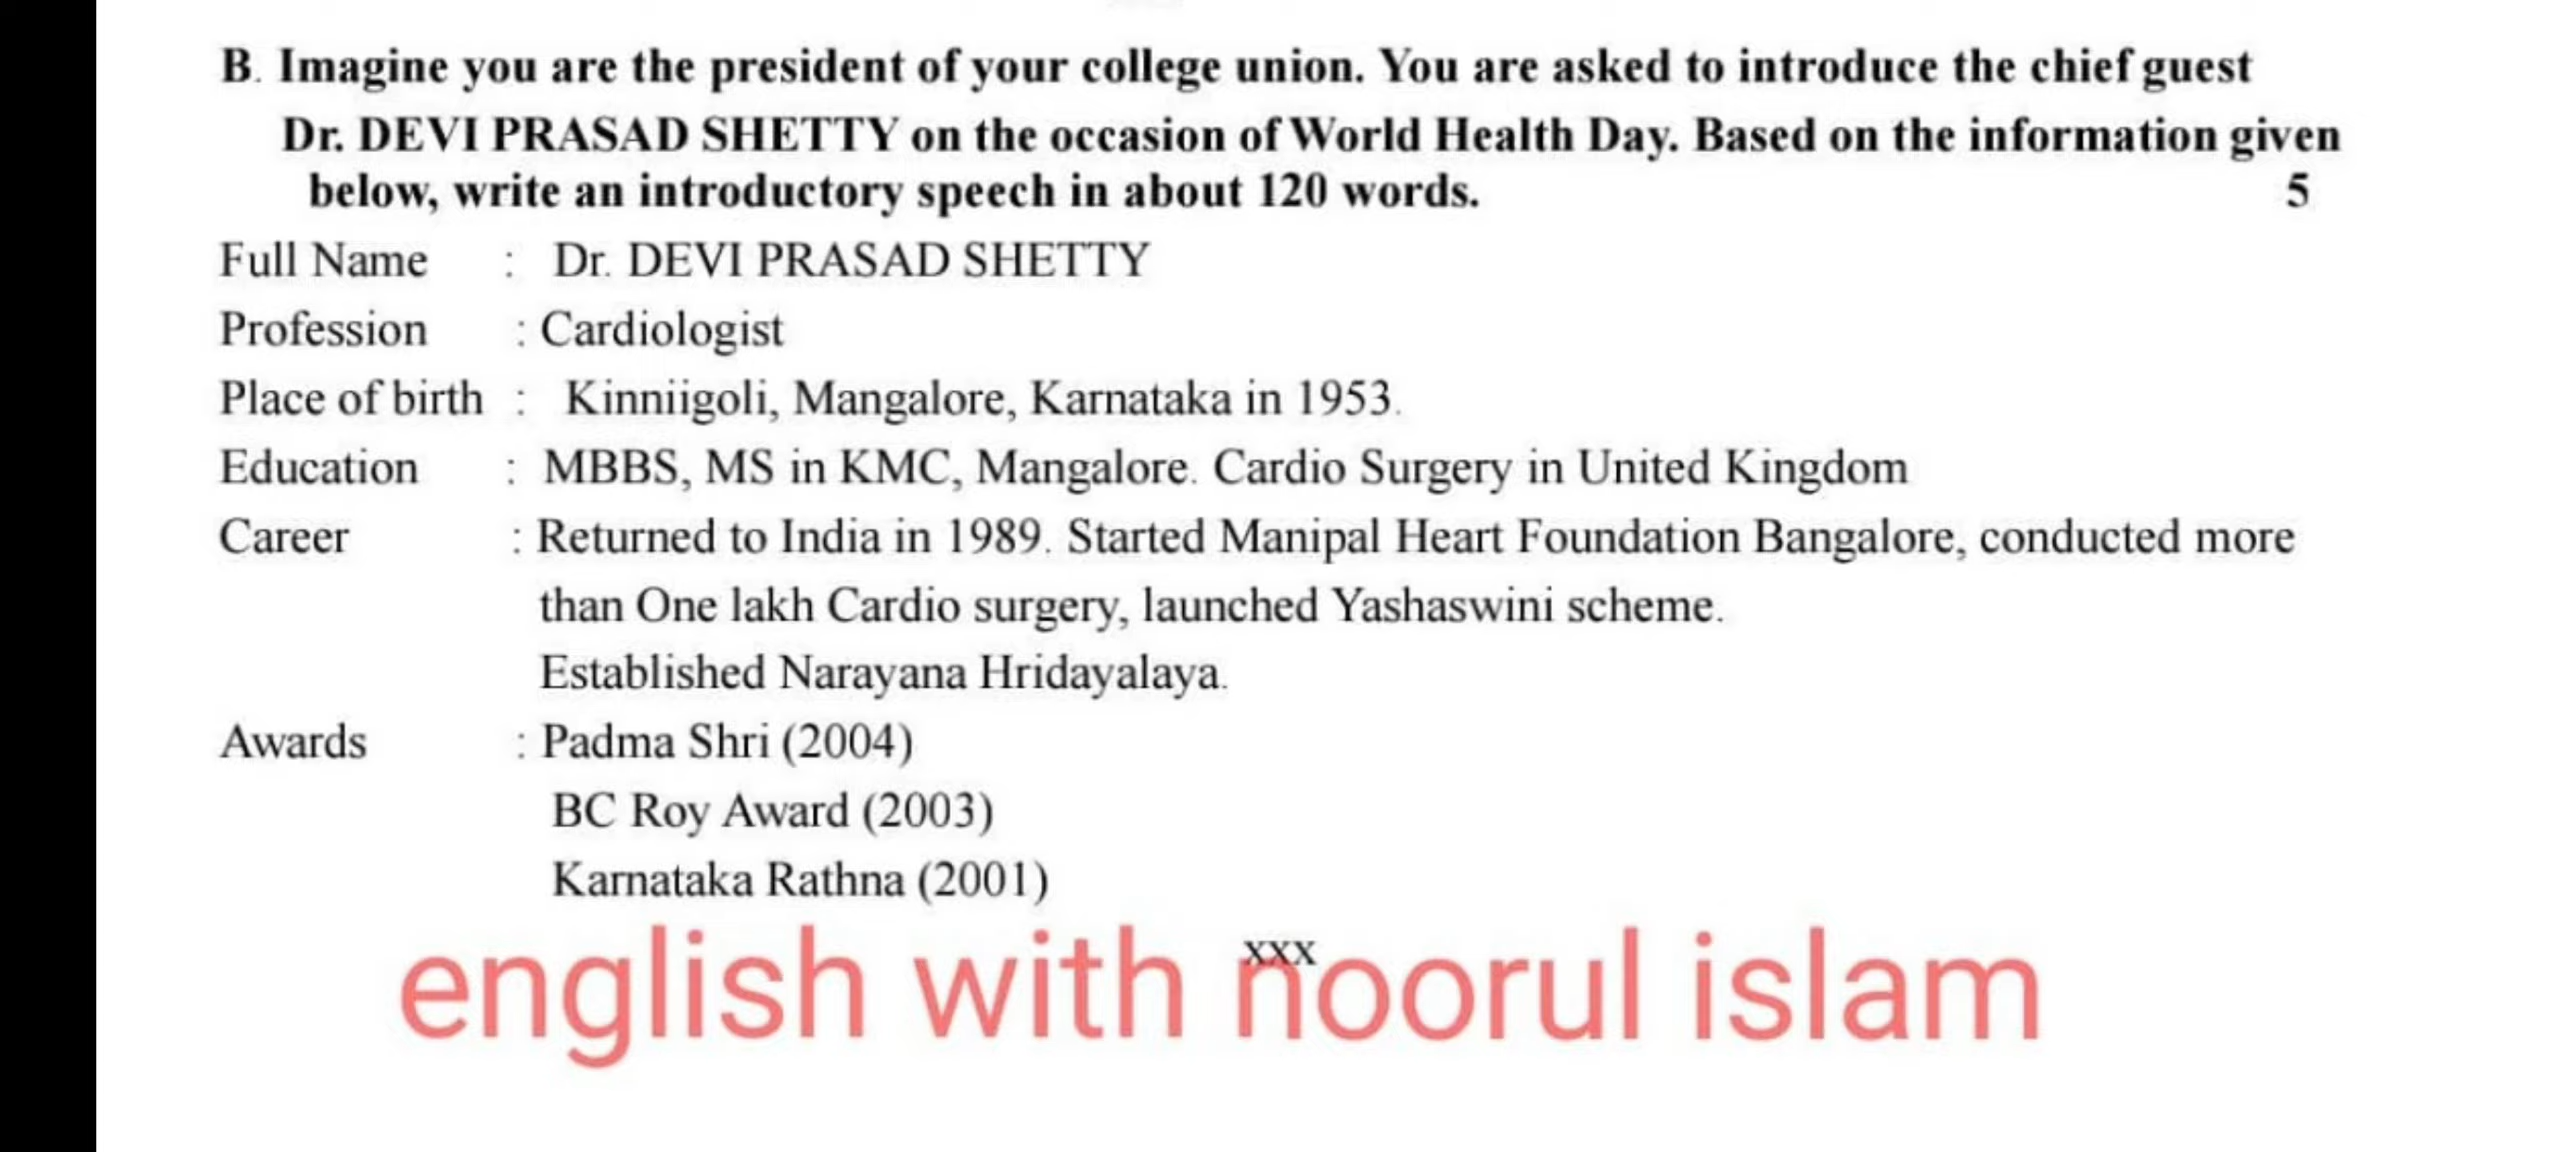 B. Imagine you are the president of your college union. You are asked to introduce the chief guest
Dr. DEVI PRASAD SHETTY on the occasion of World Health Day. Based on the information given
below, write an introductory speech in about 120 words. 5
Full Name : Dr. DEVI PRASAD SHETTY
Profession : Cardiologist
Place of birth : Kinniigoli, Mangalore, Karnataka in 1953.
Education : MBBS, MS in KMC, Mangalore. Cardio Surgery in United Kingdom
Career : Returned to India in 1989. Started Manipal Heart Foundation Bangalore, conducted more
than One lakh Cardio surgery, launched Yashaswini scheme.
Established Narayana Hridayalaya.
Awards : Padma Shri (2004)
BC Roy Award (2003)
Karnataka Rathna (2001)
xxx
english with noorul islam